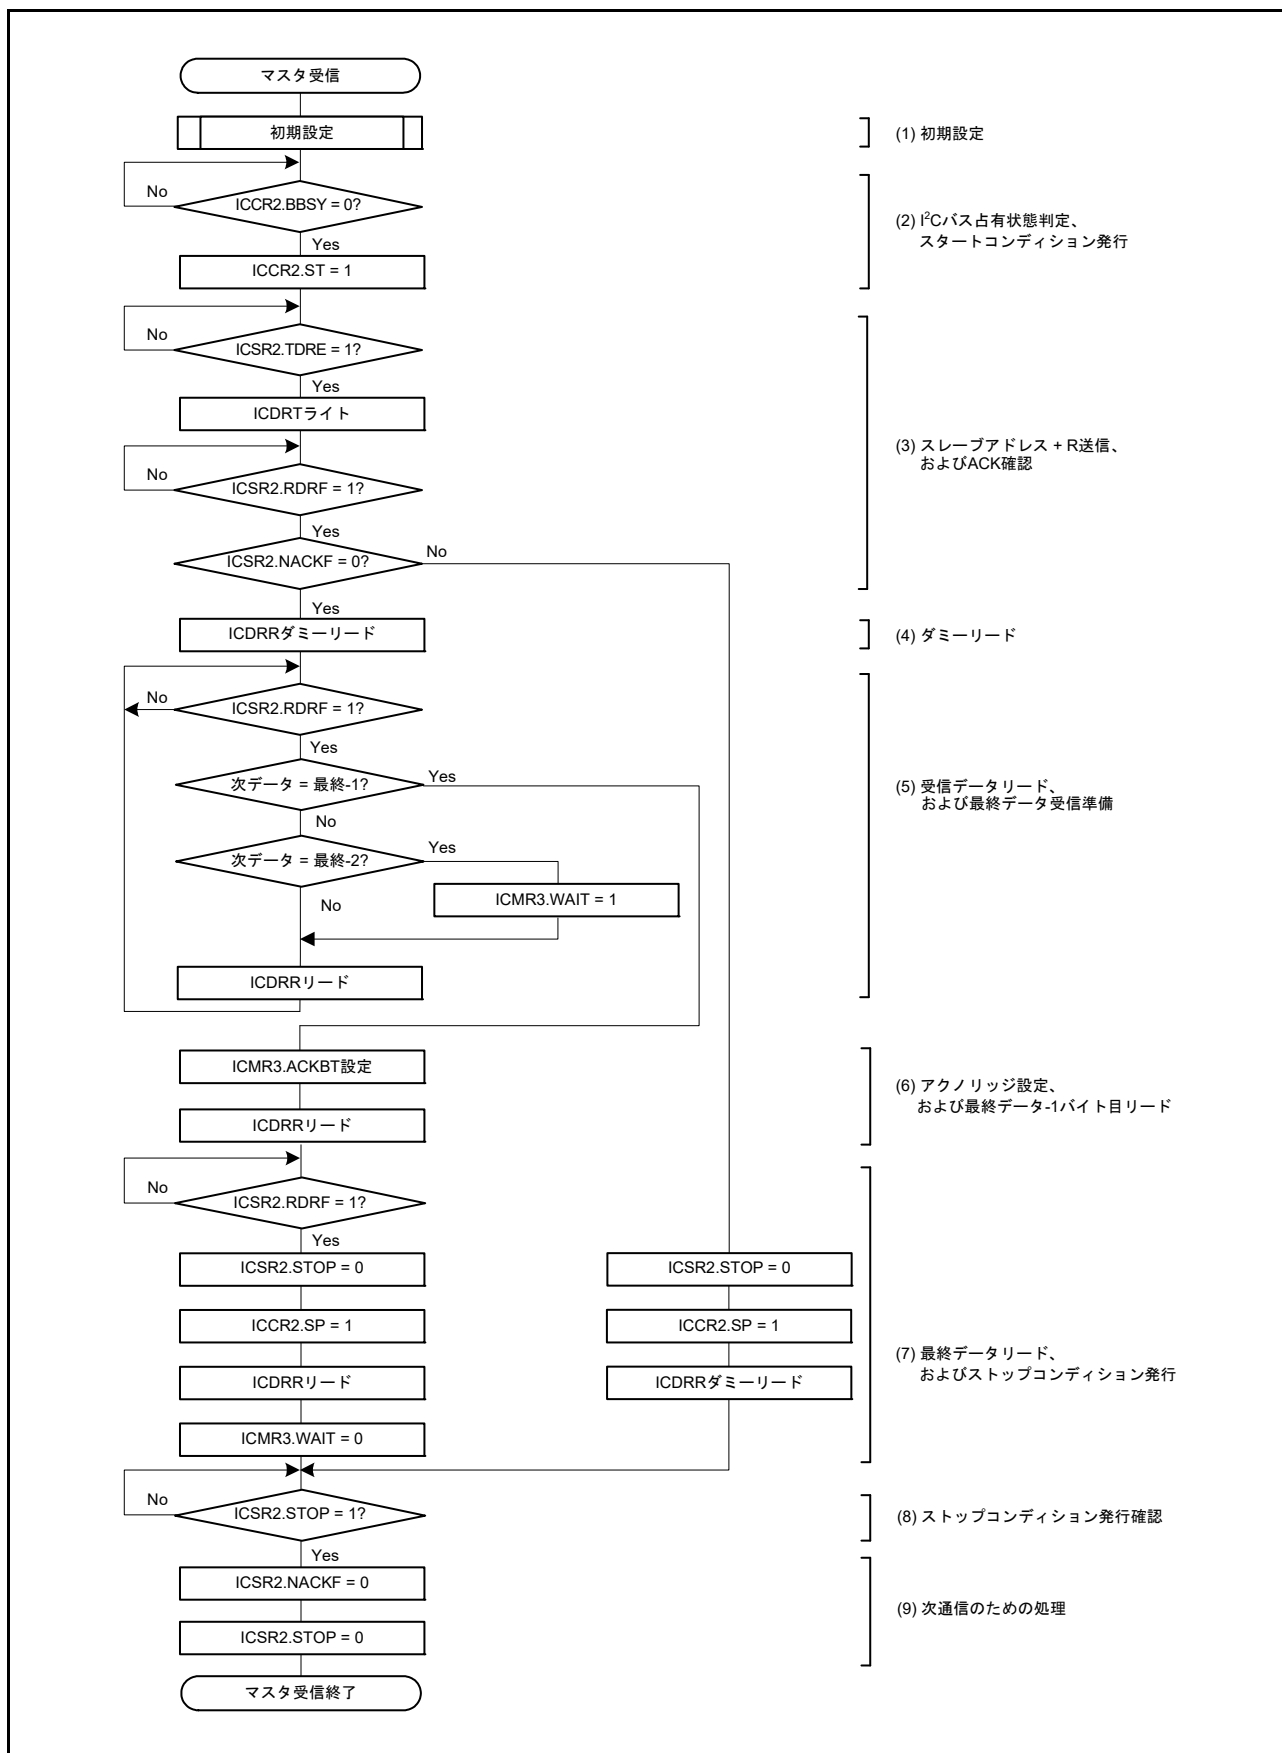 マスタ受信
初期設定
(1) 初期設定
No
ICCR2.BBSY = 0?
(2) I²Cバス占有状態判定、
スタートコンディション発行
Yes
ICCR2.ST = 1
No
ICSR2.TDRE = 1?
Yes
ICDRTライト
(3) スレーブアドレス + R送信、
およびACK確認
No
ICSR2.RDRF = 1?
Yes
ICSR2.NACKF = 0?
No
Yes
ICDRRダミーリード
(4) ダミーリード
No
ICSR2.RDRF = 1?
Yes
次データ = 最終-1?
Yes
(5) 受信データリード、
および最終データ受信準備
No
次データ = 最終-2?
Yes
ICMR3.WAIT = 1
No
ICDRRリード
ICMR3.ACKBT設定
(6) アクノリッジ設定、
および最終データ-1バイト目リード
ICDRRリード
No
ICSR2.RDRF = 1?
Yes
ICSR2.STOP = 0
ICSR2.STOP = 0
ICCR2.SP = 1
ICCR2.SP = 1
(7) 最終データリード、
およびストップコンディション発行
ICDRRリード
ICDRRダミーリード
ICMR3.WAIT = 0
No
ICSR2.STOP = 1?
(8) ストップコンディション発行確認
Yes
ICSR2.NACKF = 0
(9) 次通信のための処理
ICSR2.STOP = 0
マスタ受信終了